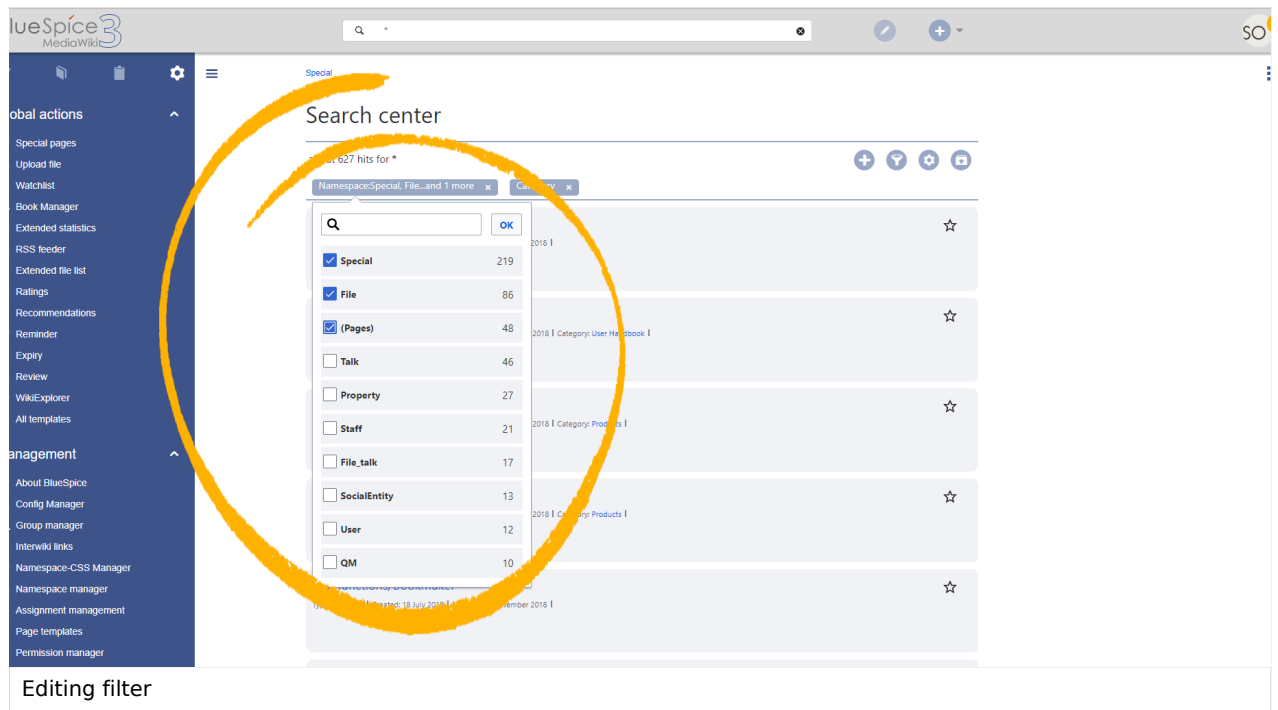 lueSpice 3
MediaWiki
*
SO
Special
obal actions
Special pages
Upload file
Watchlist
Book Manager
Extended statistics
RSS feeder
Extended file list
Ratings
Recommendations
Reminder
Expiry
Review
WikiExplorer
All templates
anagement
About BlueSpice
Config Manager
Group manager
Interwiki links
Namespace-CSS Manager
Namespace manager
Assignment management
Page templates
Permission manager
Search center
627 hits for *
Namespace:Special, File...and 1 more x Category x
OK
Special 219
File 86
(Pages) 48
Talk 46
Property 27
Staff 21
File_talk 17
SocialEntity 13
User 12
QM 10
2018 |
2018 | Category: User Handbook |
2018 | Category: Products |
2018 | Category: Products |
18 July 2018 | 2018 |
Editing filter